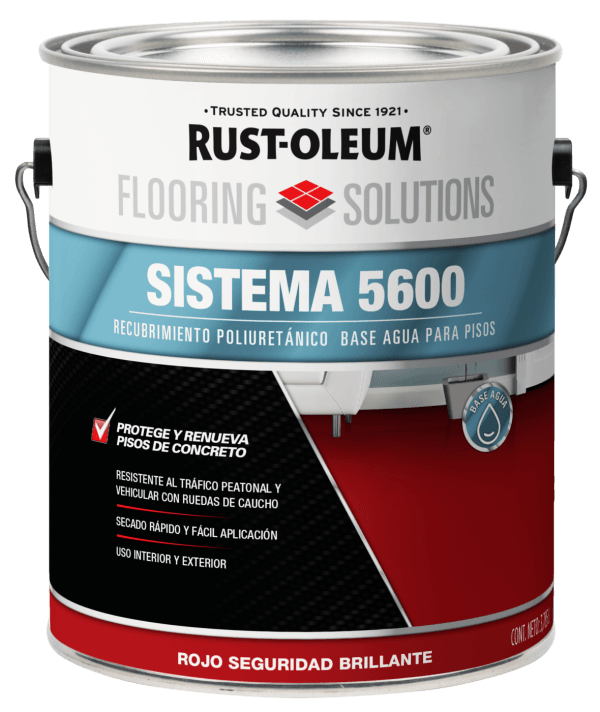 • TRUSTED QUALITY SINCE 1921 •
RUST-OLEUM®
FLOORING SOLUTIONS
SISTEMA 5600
RECUBRIMIENTO POLIURETÁNICO BASE AGUA PARA PISOS
BASE AGUA
PROTEGE Y RENUEVA
PISOS DE CONCRETO
RESISTENTE AL TRÁFICO PEATONAL Y
VEHICULAR CON RUEDAS DE CAUCHO
SECADO RÁPIDO Y FÁCIL APLICACIÓN
USO INTERIOR Y EXTERIOR
CONT. NETO:
ROJO SEGURIDAD BRILLANTE